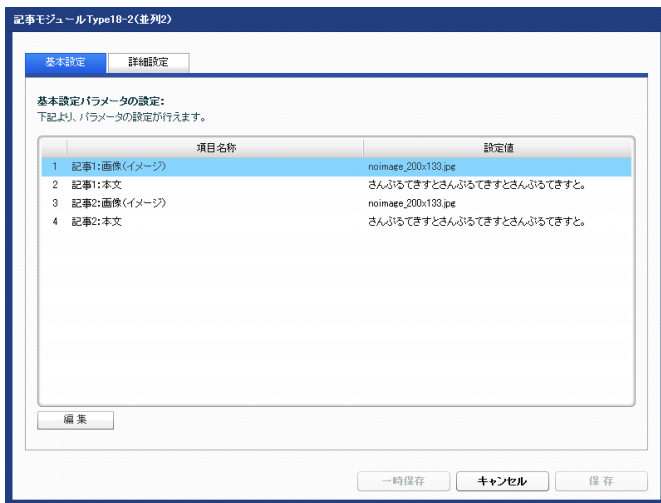 記事モジュールType18-2(並列2)
基本設定 詳細設定
基本設定パラメータの設定:
下記より、パラメータの設定が行えます。
項目名称 設定値
1 記事1:画像(イメージ) noimage_200x133.jpg
2 記事1:本文 さんぷるてきすとさんぷるてきすとさんぷるてきすと。
3 記事2:画像(イメージ) noimage_200x133.jpg
4 記事2:本文 さんぷるてきすとさんぷるてきすとさんぷるてきすと。
編集
一時保存 キャンセル 保存